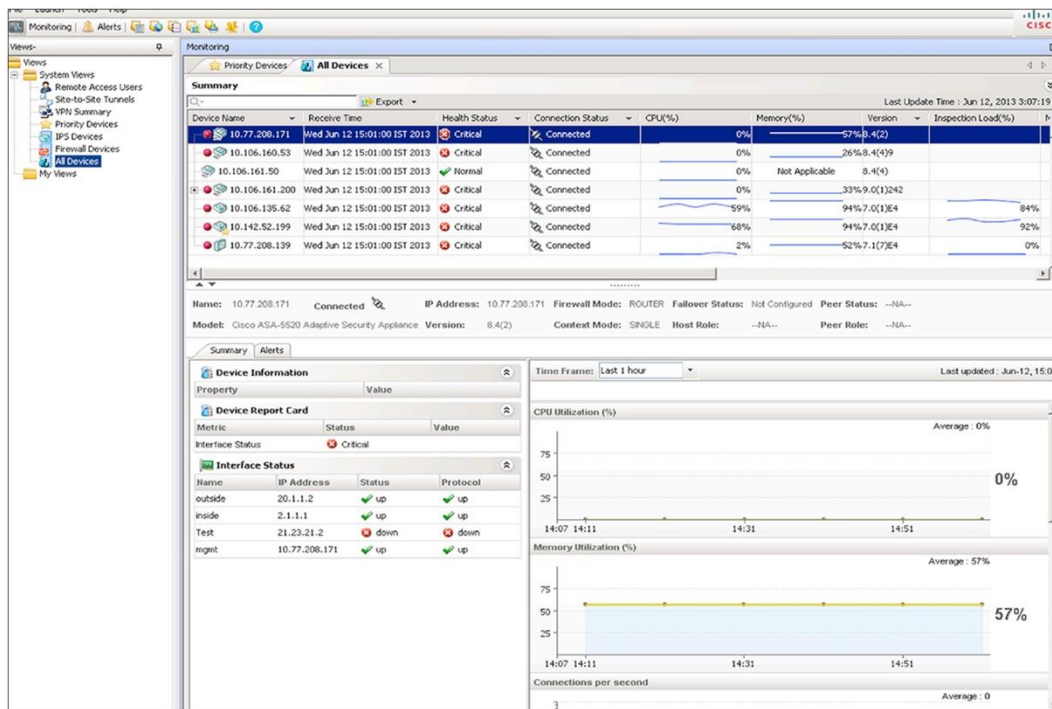 File Launch Tools Help
Monitoring Alerts
CISC
Views-
Views
System Views
Remote Access Users
Site-to-Site Tunnels
VPN Summary
Priority Devices
IPS Devices
Firewall Devices
All Devices
My Views
Monitoring
Priority Devices All Devices
Summary
Export Last Update Time : Jun 12, 2013 3:07:19
Device Name Receive Time Health Status Connection Status CPU(%) Memory(%) Version Inspection Load(%) M
10.77.208.171 Wed Jun 12 15:01:00 IST 2013 Critical Connected 0% 57% 8.4(2)
10.106.160.53 Wed Jun 12 15:01:00 IST 2013 Critical Connected 0% 26% 8.4(4)9
10.106.161.50 Wed Jun 12 15:01:00 IST 2013 Normal Connected 0% Not Applicable 8.4(4)
10.106.161.200 Wed Jun 12 15:01:00 IST 2013 Critical Connected 0% 33% 9.0(1)242
10.106.135.62 Wed Jun 12 15:01:00 IST 2013 Critical Connected 59% 94% 7.0(1)E4 84%
10.142.52.199 Wed Jun 12 15:01:00 IST 2013 Critical Connected 68% 94% 7.0(1)E4 92%
10.77.208.139 Wed Jun 12 15:01:00 IST 2013 Critical Connected 2% 52% 7.1(7)E4 0%
Name: 10.77.208.171 Connected IP Address: 10.77.208.171 Firewall Mode: ROUTER Failover Status: Not Configured Peer Status: --NA--
Model: Cisco ASA-5520 Adaptive Security Appliance Version: 8.4(2) Context Mode: SINGLE Host Role: --NA-- Peer Role: --NA--
Summary Alerts
Device Information
Property Value
Device Report Card
Metric Status Value
Interface Status Critical
Interface Status
Name IP Address Status Protocol
outside 20.1.1.2 up up
inside 2.1.1.1 up up
Test 21.23.21.2 down down
mgmt 10.77.208.171 up up
Time Frame: Last 1 hour Last updated : Jun-12, 15:0
CPU Utilization (%)
Average : 0%
75
50
25
0%
14:07 14:11 14:31 14:51
Memory Utilization (%)
Average : 57%
75
50
25
57%
14:07 14:11 14:31 14:51
Connections per second
Average : 0
3